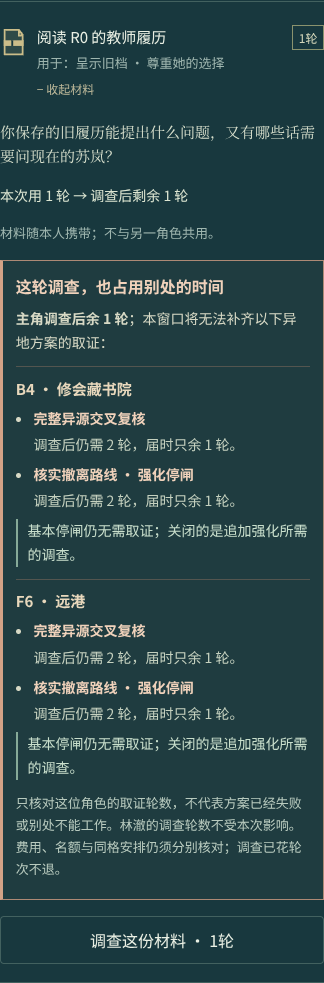 阅读 R0 的教师履历
1轮
用于：呈示旧档 · 尊重她的选择
− 收起材料
你保存的旧履历能提出什么问题，又有哪些话需
要问现在的苏岚？
本次用 1 轮 → 调查后剩余 1 轮
材料随本人携带；不与另一角色共用。
这轮调查，也占用别处的时间
主角调查后余 1 轮；本窗口将无法补齐以下异
地方案的取证：
B4 · 修会藏书院
• 完整异源交叉复核
调查后仍需 2 轮，届时只余 1 轮。
• 核实撤离路线 · 强化停闸
调查后仍需 2 轮，届时只余 1 轮。
基本停闸仍无需取证；关闭的是追加强化所需
的调查。
F6 · 远港
• 完整异源交叉复核
调查后仍需 2 轮，届时只余 1 轮。
• 核实撤离路线 · 强化停闸
调查后仍需 2 轮，届时只余 1 轮。
基本停闸仍无需取证；关闭的是追加强化所需
的调查。
只核对这位角色的取证轮数，不代表方案已经失败
或别处不能工作。林澈的调查轮数不受本次影响。
费用、名额与同格安排仍须分别核对；调查已花轮
次不退。
调查这份材料 · 1轮